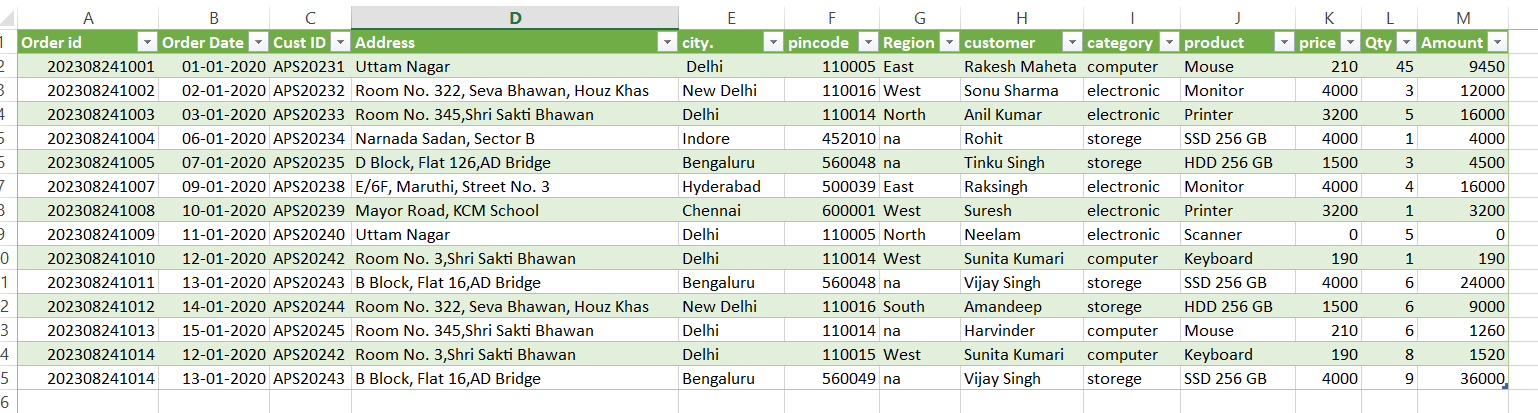 A B C D E F G H I J K L M
1 Order id Order Date Cust ID Address city. pincode Region customer category product price Qty Amount
2 202308241001 01-01-2020 APS20231 Uttam Nagar Delhi 110005 East Rakesh Maheta computer Mouse 210 45 9450
3 202308241002 02-01-2020 APS20232 Room No. 322, Seva Bhawan, Houz Khas New Delhi 110016 West Sonu Sharma electronic Monitor 4000 3 12000
4 202308241003 03-01-2020 APS20233 Room No. 345,Shri Sakti Bhawan Delhi 110014 North Anil Kumar electronic Printer 3200 5 16000
5 202308241004 06-01-2020 APS20234 Narnada Sadan, Sector B Indore 452010 na Rohit storege SSD 256 GB 4000 1 4000
6 202308241005 07-01-2020 APS20235 D Block, Flat 126,AD Bridge Bengaluru 560048 na Tinku Singh storege HDD 256 GB 1500 3 4500
7 202308241007 09-01-2020 APS20238 E/6F, Maruthi, Street No. 3 Hyderabad 500039 East Raksingh electronic Monitor 4000 4 16000
8 202308241008 10-01-2020 APS20239 Mayor Road, KCM School Chennai 600001 West Suresh electronic Printer 3200 1 3200
9 202308241009 11-01-2020 APS20240 Uttam Nagar Delhi 110005 North Neelam electronic Scanner 0 5 0
0 202308241010 12-01-2020 APS20242 Room No. 3,Shri Sakti Bhawan Delhi 110014 West Sunita Kumari computer Keyboard 190 1 190
1 202308241011 13-01-2020 APS20243 B Block, Flat 16,AD Bridge Bengaluru 560048 na Vijay Singh storege SSD 256 GB 4000 6 24000
2 202308241012 14-01-2020 APS20244 Room No. 322, Seva Bhawan, Houz Khas New Delhi 110016 South Amandeep storege HDD 256 GB 1500 6 9000
3 202308241013 15-01-2020 APS20245 Room No. 345,Shri Sakti Bhawan Delhi 110014 na Harvinder computer Mouse 210 6 1260
4 202308241014 12-01-2020 APS20242 Room No. 3,Shri Sakti Bhawan Delhi 110015 West Sunita Kumari computer Keyboard 190 8 1520
5 202308241014 13-01-2020 APS20243 B Block, Flat 16,AD Bridge Bengaluru 560049 na Vijay Singh storege SSD 256 GB 4000 9 36000
6